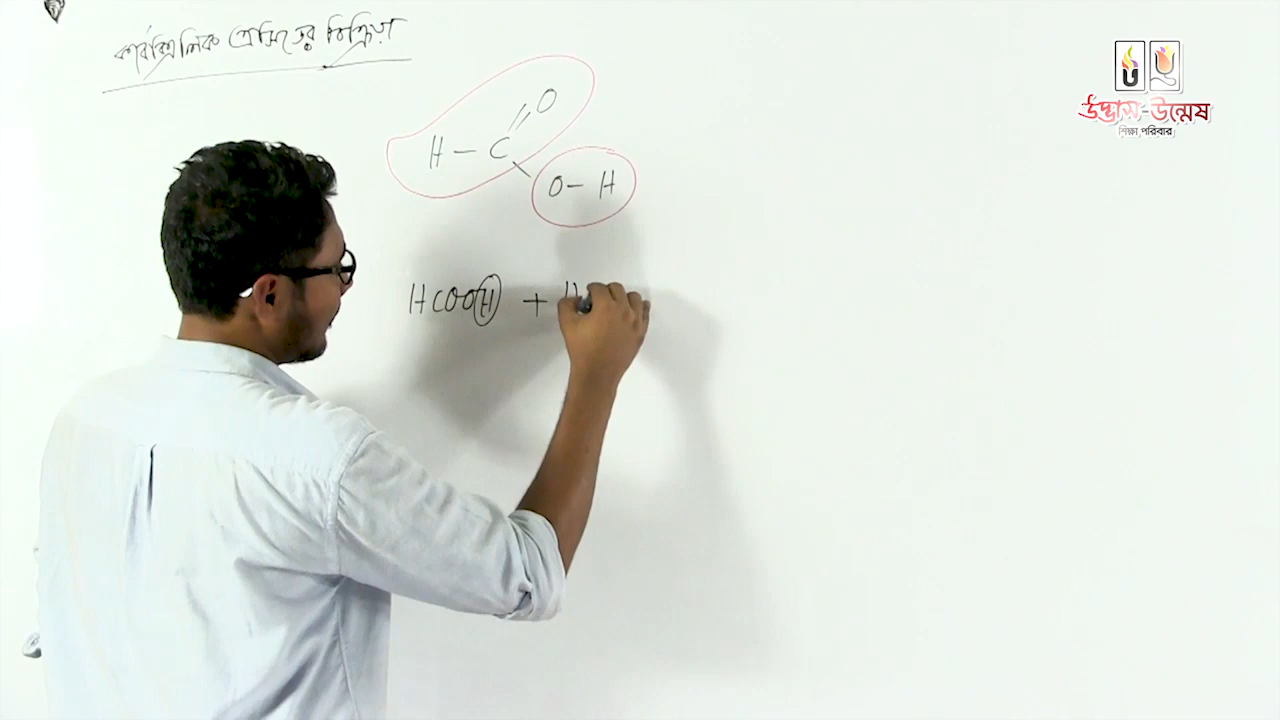 কার্বক্সিলিক এসিডের বিক্রিয়া
O
H – C
O – H
HCOOH +
উদ্ভাস-উন্মেষ
শিক্ষা পরিবার